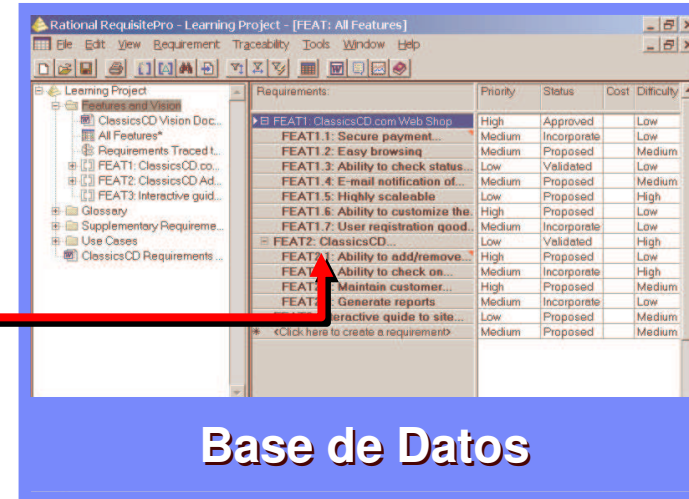 Rational RequisitePro - Learning Project - [FEAT: All Features]
File Edit View Requirement Traceability Tools Window Help
Learning Project
Features and Vision
ClassicsCD Vision Doc...
All Features*
Requirements Traced t...
FEAT1: ClassicsCD.co...
FEAT2: ClassicsCD Ad...
FEAT3: Interactive guid...
Glossary
Supplementary Requireme...
Use Cases
ClassicsCD Requirements ...
Requirements: Priority Status Cost Difficulty
FEAT1: ClassicsCD.com Web Shop High Approved Low
FEAT1.1: Secure payment... Medium Incorporate Low
FEAT1.2: Easy browsing Medium Proposed Medium
FEAT1.3: Ability to check status Low Validated Low
FEAT1.4: E-mail notification of... Medium Proposed Medium
FEAT1.5: Highly scaleable Low Proposed High
FEAT1.6: Ability to customize the. High Proposed Low
FEAT1.7: User registration good.. Medium Incorporate Low
FEAT2: ClassicsCD... Low Validated High
FEAT2.1: Ability to add/remove... High Proposed Low
FEAT Ability to check on... Medium Incorporate High
FEAT2 Maintain customer... High Proposed Medium
FEAT2 Generate reports Medium Incorporate Low
teractive guide to site... Low Proposed Medium
<Click here to create a requirement> Medium Proposed Medium
Base de Datos